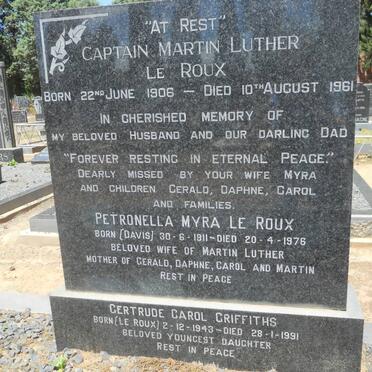 "AT REST"
CAPTAIN MARTIN LUTHER
LE ROUX
BORN 22ND JUNE 1906 — DIED 10TH AUGUST 1961
IN CHERISHED MEMORY OF
MY BELOVED HUSBAND AND OUR DARLING DAD
"FOREVER RESTING IN ETERNAL PEACE."
DEARLY MISSED BY YOUR WIFE MYRA
AND CHILDREN GERALD, DAPHNE, CAROL
AND FAMILIES.
PETRONELLA MYRA LE ROUX
BORN (DAVIS) 30-6-1911—DIED 20-4-1976
BELOVED WIFE OF MARTIN LUTHER
MOTHER OF GERALD, DAPHNE, CAROL AND MARTIN
REST IN PEACE
GERTRUDE CAROL GRIFFITHS
BORN (LE ROUX) 2-12-1943—DIED 28-1-1991
BELOVED YOUNGEST DAUGHTER
REST IN PEACE